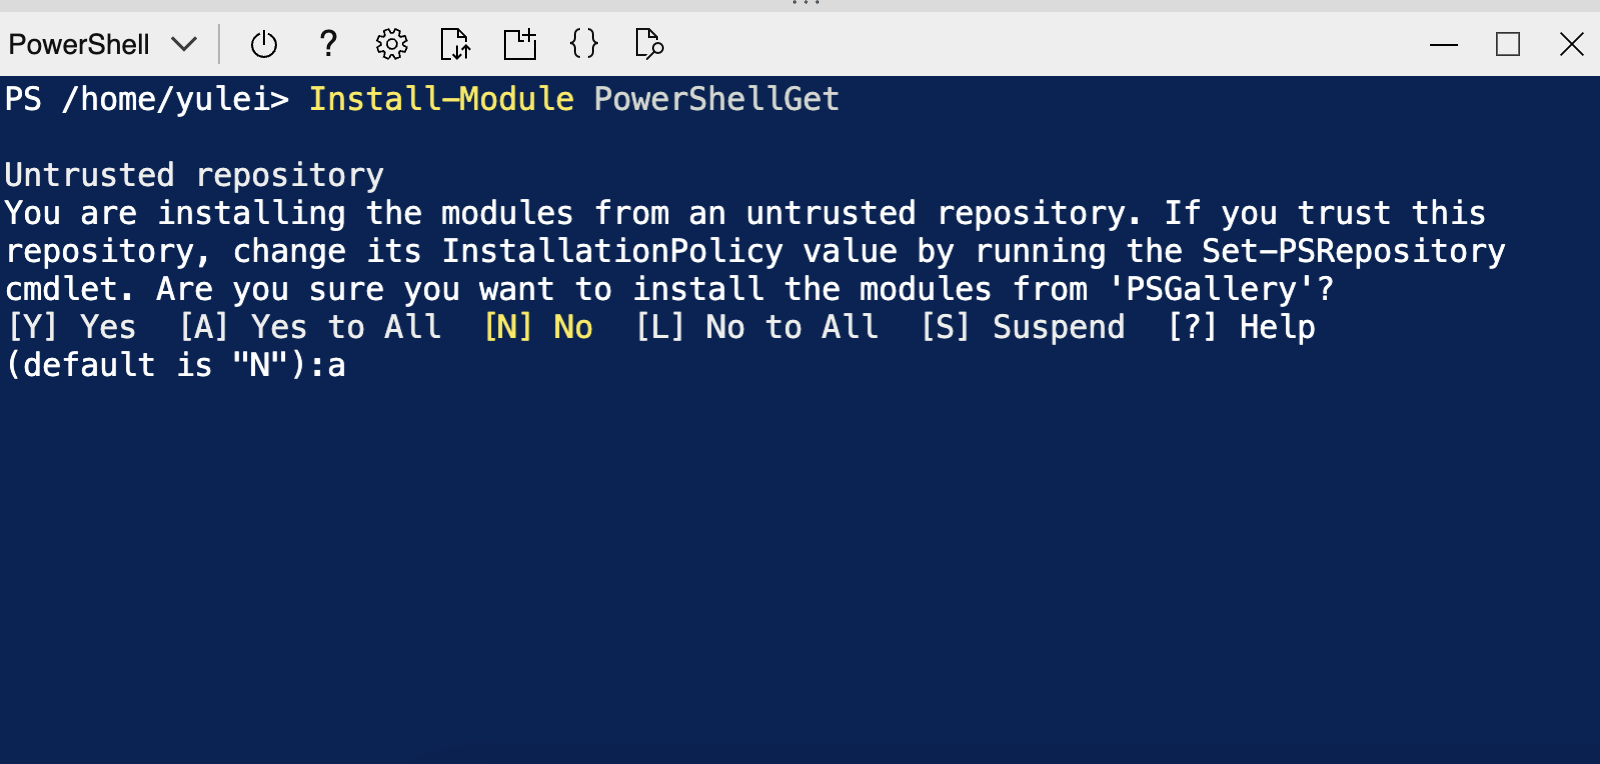 PowerShell
PS /home/yulei> Install-Module PowerShellGet
Untrusted repository
You are installing the modules from an untrusted repository. If you trust this
repository, change its InstallationPolicy value by running the Set-PSRepository
cmdlet. Are you sure you want to install the modules from 'PSGallery'?
[Y] Yes  [A] Yes to All  [N] No  [L] No to All  [S] Suspend  [?] Help
(default is "N"):a